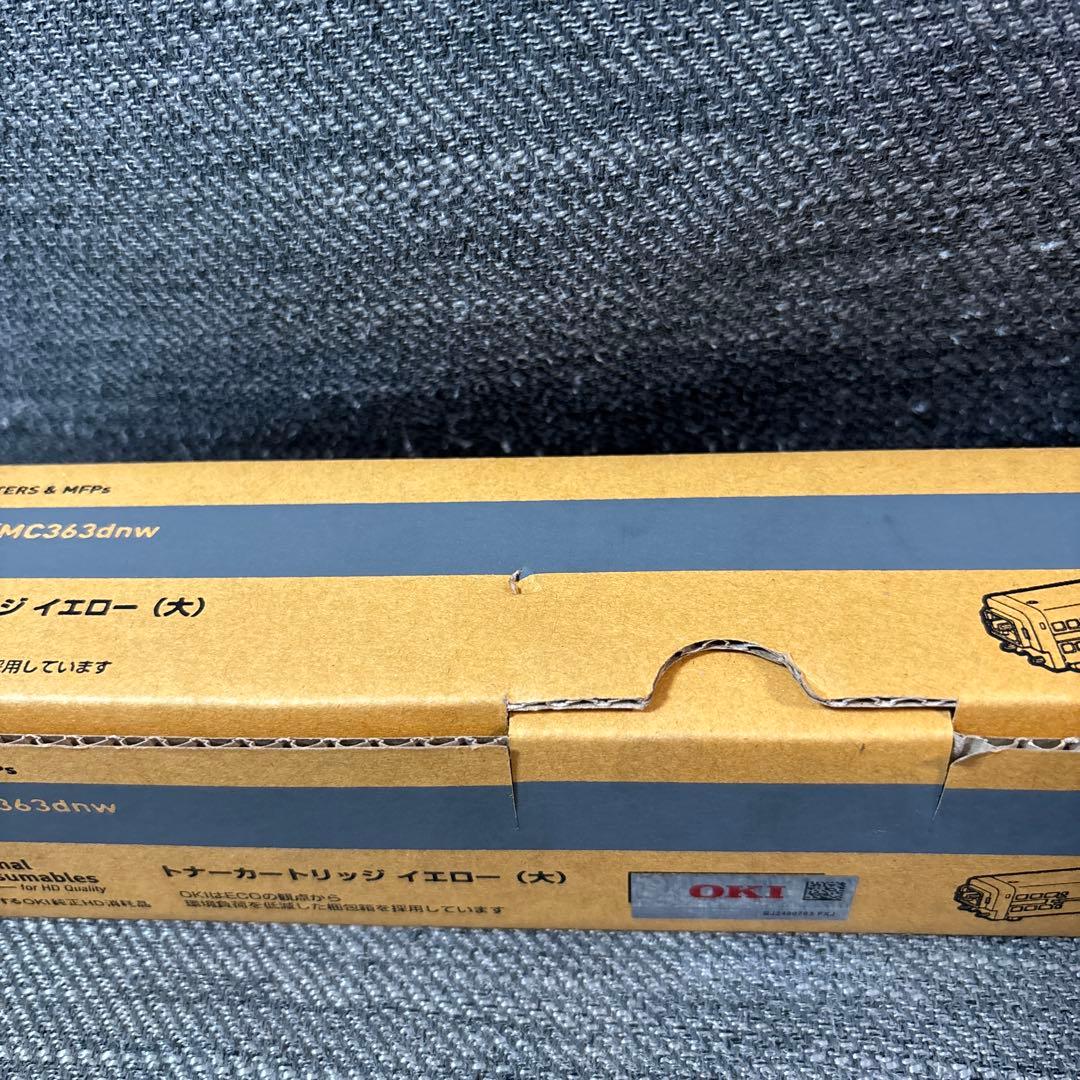 TERS & MFPs
MC363dnw
ジ イエロー（大）
用しています
Ps
363dnw
nal
sumables
for HD Quality
するOKI純正HD消耗品
トナーカートリッジ イエロー（大）
OKIはECOの観点から
環境負荷を低減した梱包箱を採用しています
OKI